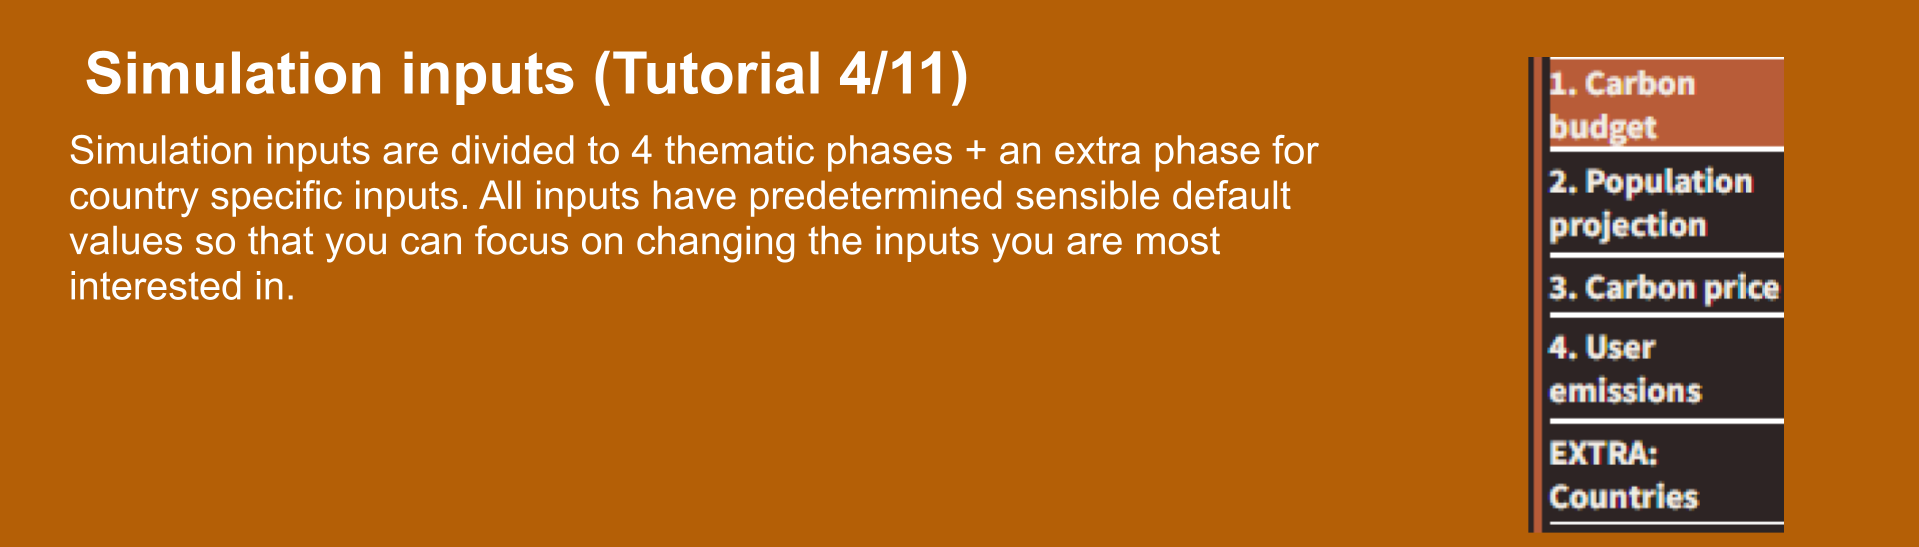 Simulation inputs (Tutorial 4/11)
Simulation inputs are divided to 4 thematic phases + an extra phase for
country specific inputs. All inputs have predetermined sensible default
values so that you can focus on changing the inputs you are most
interested in.
1. Carbon
budget
2. Population
projection
3. Carbon price
4. User
emissions
EXTRA:
Countries